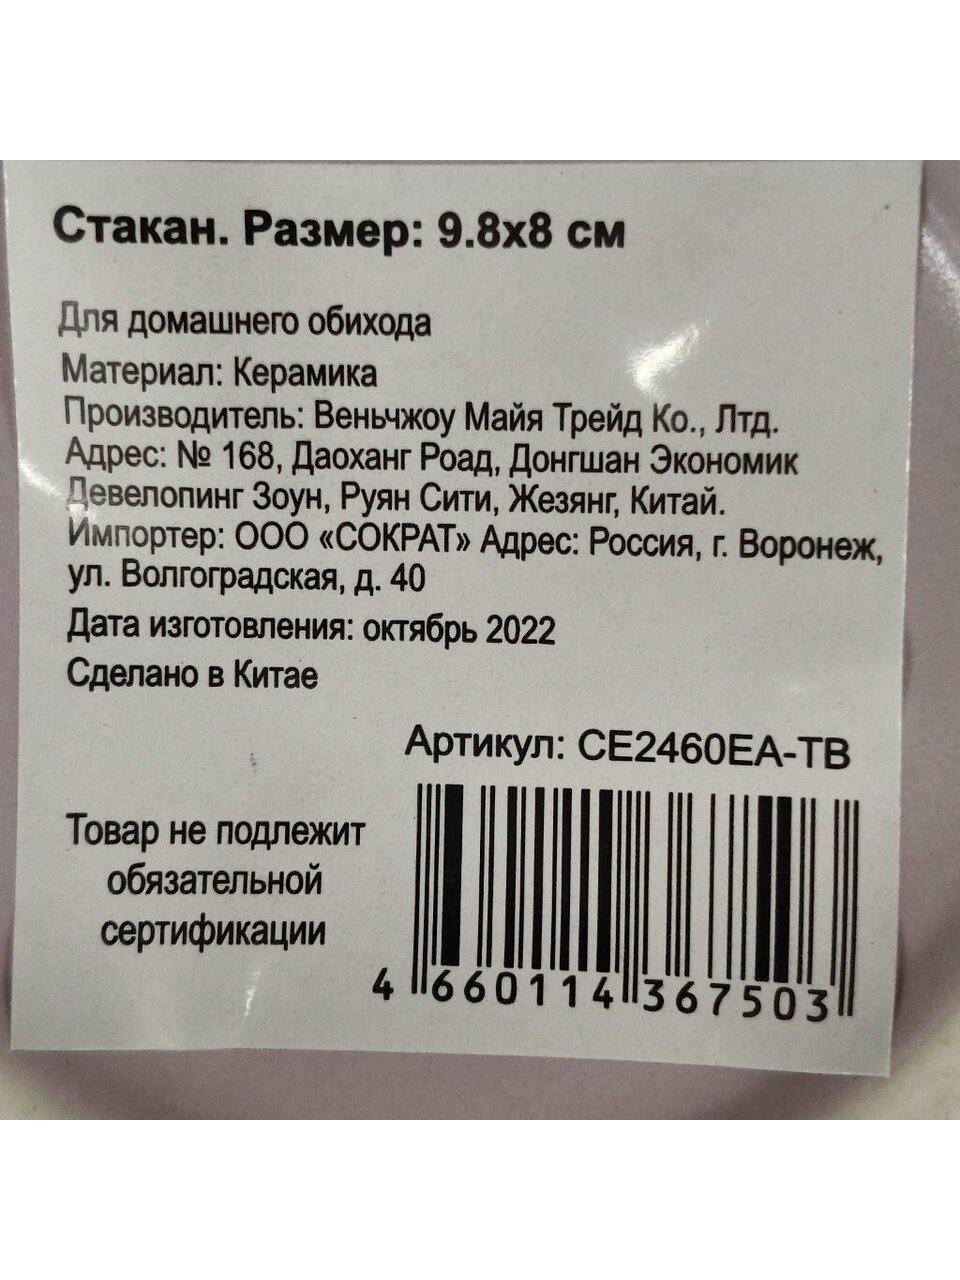 Стакан. Размер: 9.8х8 см
Для домашнего обихода
Материал: Керамика
Производитель: Веньчжоу Майя Трейд Ко., Лтд.
Адрес: № 168, Даоханг Роад, Донгшан Экономик
Девелопинг Зоун, Руян Сити, Жезянг, Китай.
Импортер: ООО «СОКРАТ» Адрес: Россия, г. Воронеж,
ул. Волгоградская, д. 40
Дата изготовления: октябрь 2022
Сделано в Китае
Артикул: CE2460EA-TB
Товар не подлежит
обязательной
сертификации
4 660114 367503